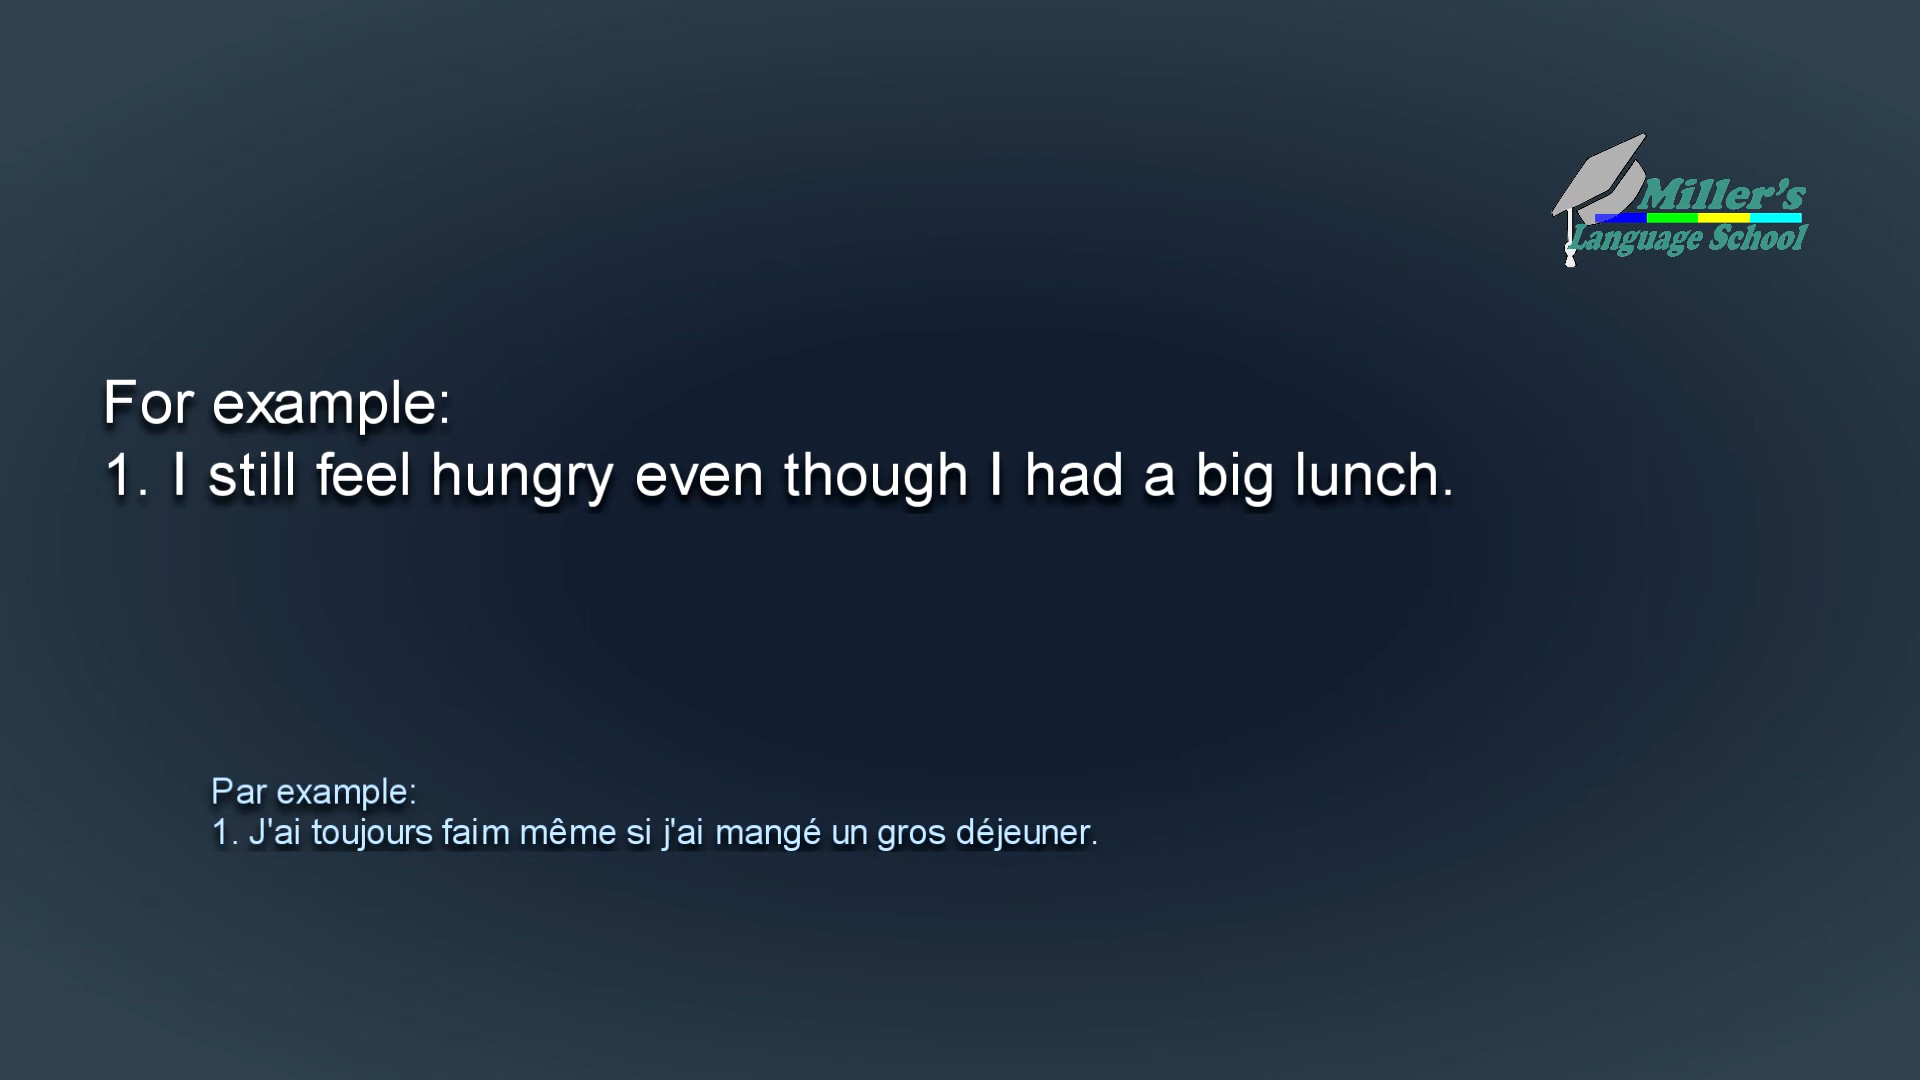 Miller's
Language School
For example:
1. I still feel hungry even though I had a big lunch.
Par example:
1. J'ai toujours faim même si j'ai mangé un gros déjeuner.